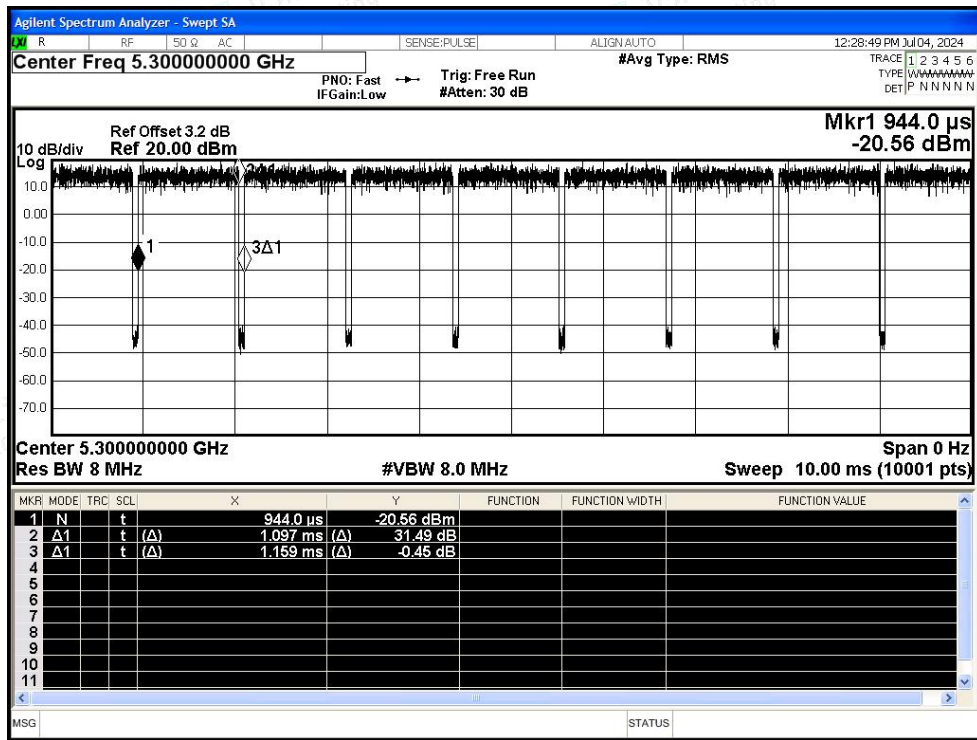 Agilent Spectrum Analyzer - Swept SA
LXI R RF 50 Ω AC SENSE:PULSE ALIGN AUTO 12:28:49 PM Jul 04, 2024
Center Freq 5.300000000 GHz
#Avg Type: RMS
TRACE 1 2 3 4 5 6
PNO: Fast Trig: Free Run
TYPE WWWWWW
IFGain:Low #Atten: 30 dB
DET P N N N N N
Mkr1 944.0 µs
-20.56 dBm
Ref Offset 3.2 dB
10 dB/div Ref 20.00 dBm
Log
10.0
0.00
-10.0
-20.0
-30.0
-40.0
-50.0
-60.0
-70.0
1
3Δ1
Center 5.300000000 GHz Span 0 Hz
Res BW 8 MHz #VBW 8.0 MHz Sweep 10.00 ms (10001 pts)
MKR MODE TRC SCL X Y FUNCTION FUNCTION WIDTH FUNCTION VALUE
1 N t 944.0 µs -20.56 dBm
2 Δ1 t (Δ) 1.097 ms (Δ) 31.49 dB
3 Δ1 t (Δ) 1.159 ms (Δ) -0.45 dB
4
5
6
7
8
9
10
11
MSG STATUS